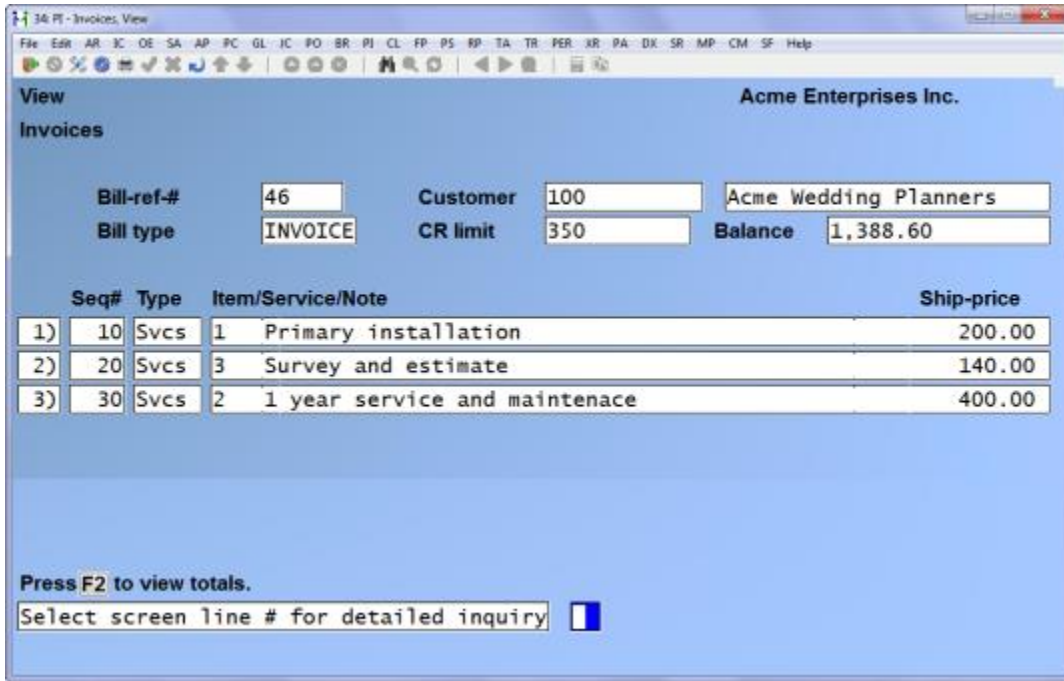 34: PI - Invoices, View
File Edit AR IC OE SA AP PC GL JC PO BR PJ CL FP PS RP TA TR PER XR PA DX SR MP CM SF Help
View Acme Enterprises Inc.
Invoices
Bill-ref-# 46 Customer 100 Acme Wedding Planners
Bill type INVOICE CR limit 350 Balance 1,388.60
Seq# Type Item/Service/Note Ship-price
1) 10 Svcs 1 Primary installation 200.00
2) 20 Svcs 3 Survey and estimate 140.00
3) 30 Svcs 2 1 year service and maintenace 400.00
Press F2 to view totals.
Select screen line # for detailed inquiry